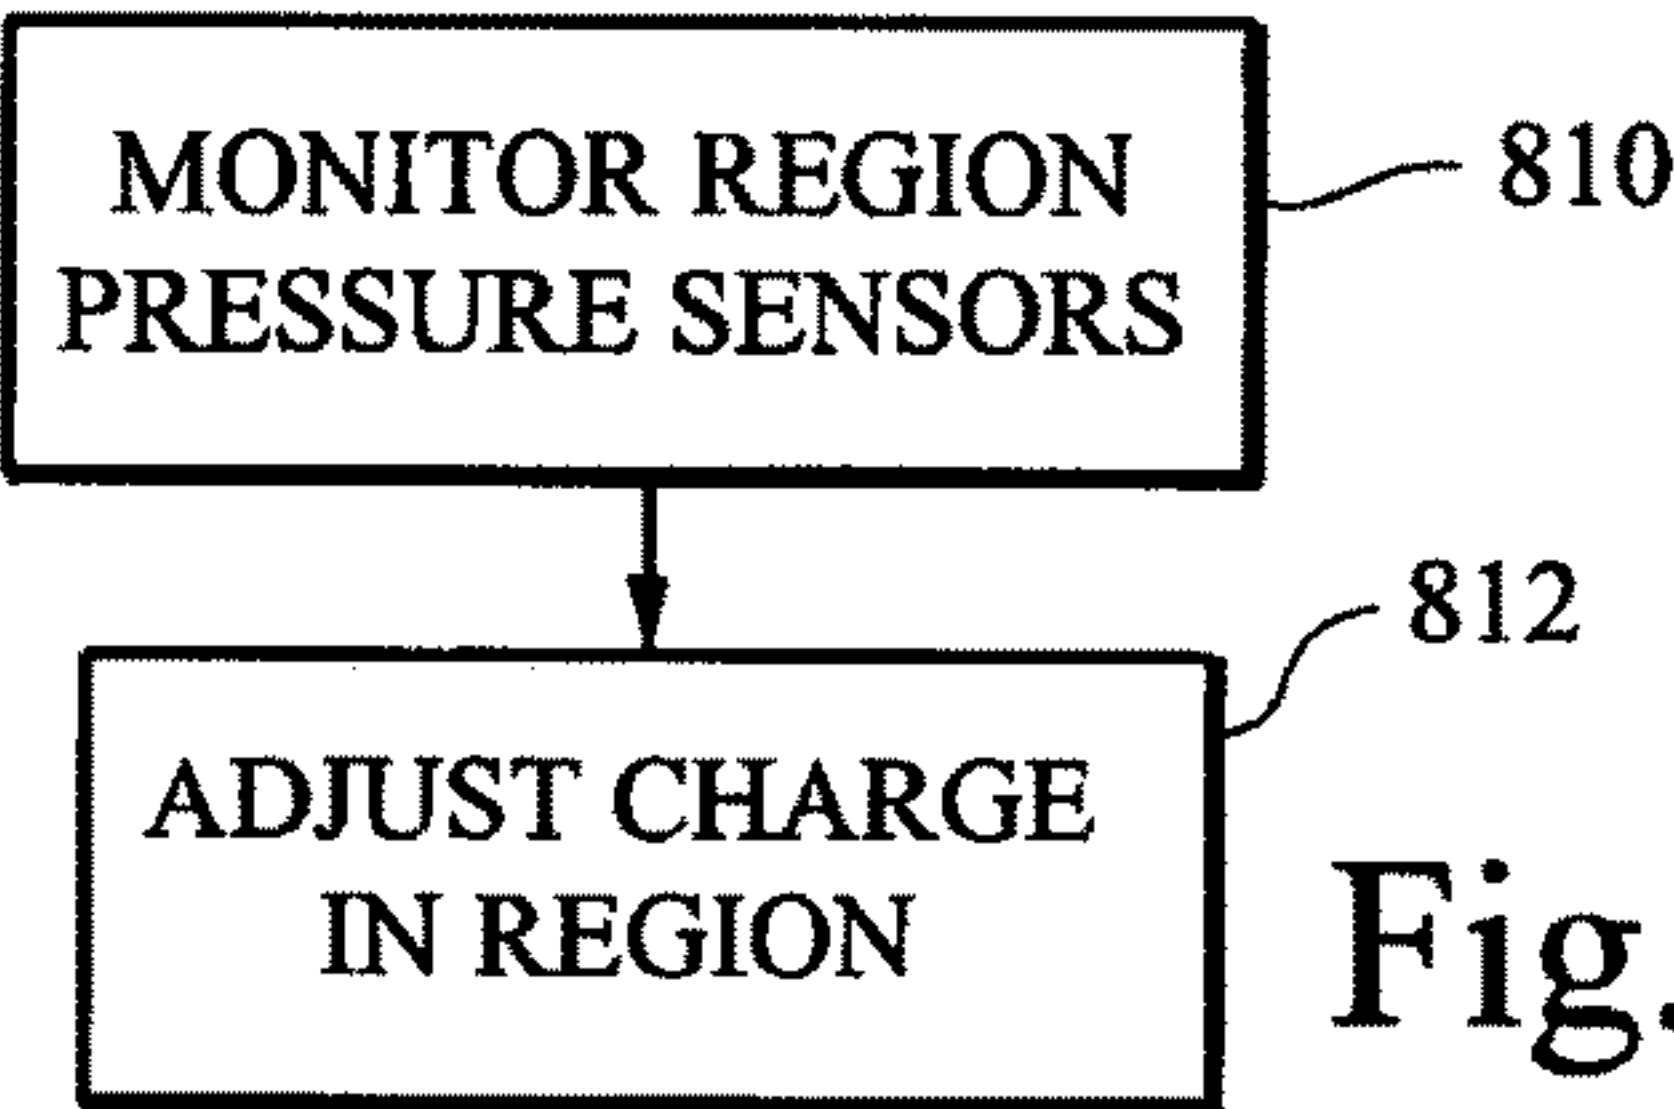 MONITOR REGION
PRESSURE SENSORS
810
812
ADJUST CHARGE
IN REGION
Fig.